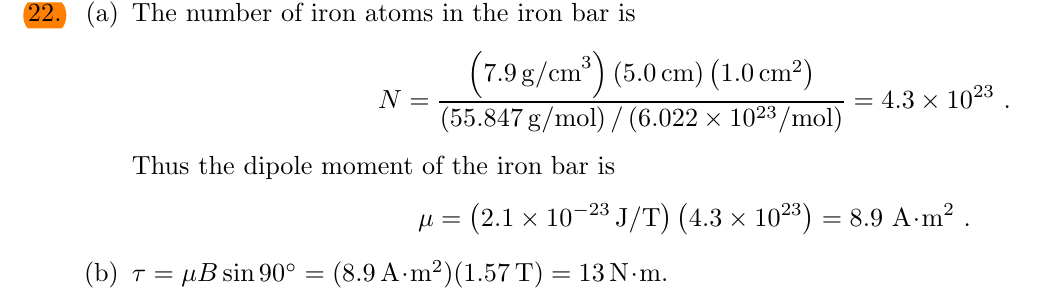 22. (a) The number of iron atoms in the iron bar is
N = (7.9 g/cm³) (5.0 cm) (1.0 cm²) / (55.847 g/mol) / (6.022 × 10²³/mol) = 4.3 × 10²³ .
Thus the dipole moment of the iron bar is
μ = (2.1 × 10⁻²³ J/T) (4.3 × 10²³) = 8.9 A·m² .
(b) τ = μB sin 90° = (8.9 A·m²)(1.57 T) = 13 N·m.